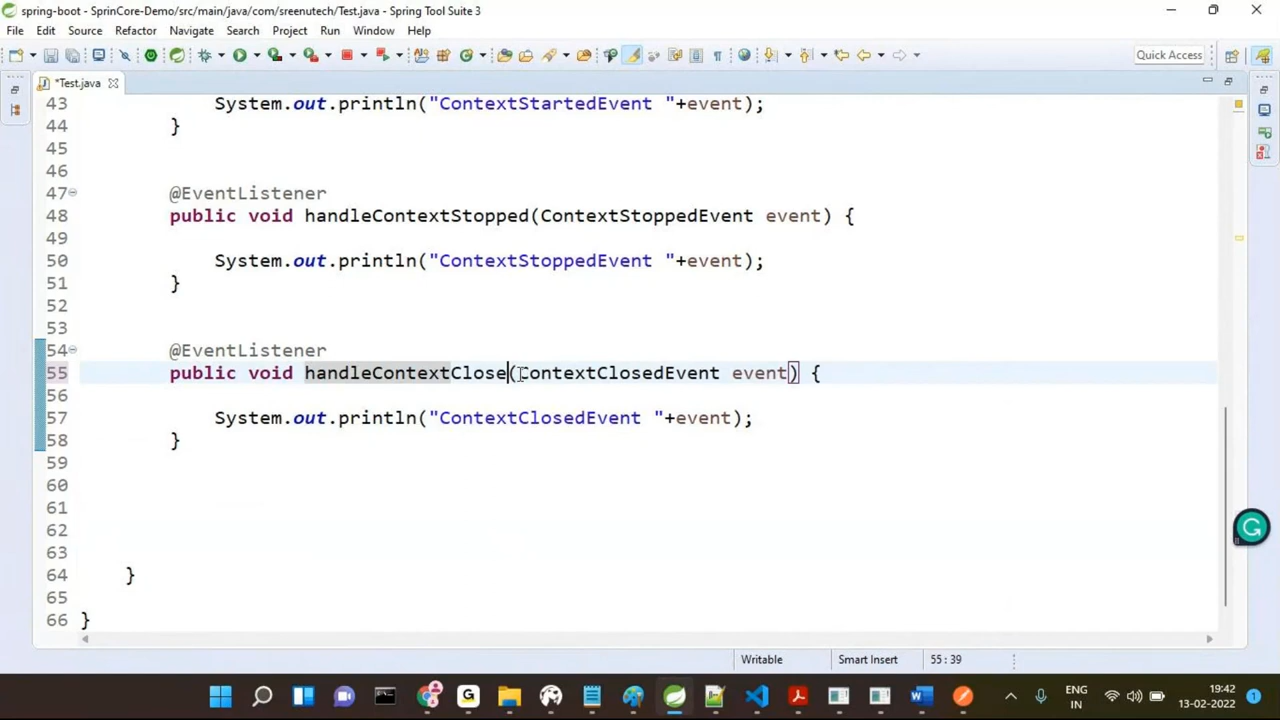 spring-boot - SprinCore-Demo/src/main/java/com/sreenutech/Test.java - Spring Tool Suite 3
File Edit Source Refactor Navigate Search Project Run Window Help
Quick Access
*Test.java
43 System.out.println("ContextStartedEvent "+event);
44 }
45
46
47 @EventListener
48 public void handleContextStopped(ContextStoppedEvent event) {
49
50 System.out.println("ContextStoppedEvent "+event);
51 }
52
53
54 @EventListener
55 public void handleContextClose(ContextClosedEvent event) {
56
57 System.out.println("ContextClosedEvent "+event);
58 }
59
60
61
62
63
64 }
65
66 }
Writable Smart Insert 55 : 39
ENG
IN
19:42
13-02-2022
1